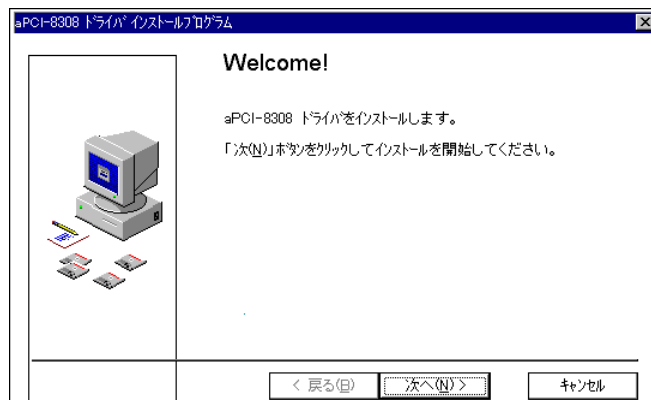 aPCI-8308 ﾄﾞﾗｲﾊﾞ ｲﾝｽﾄｰﾙﾌﾟﾛｸﾞﾗﾑ
Welcome!
aPCI-8308 ﾄﾞﾗｲﾊﾞをｲﾝｽﾄｰﾙします。
「次(N)」ﾎﾞﾀﾝをｸﾘｯｸしてｲﾝｽﾄｰﾙを開始してください。
< 戻る(B)
次へ(N) >
ｷｬﾝｾﾙ